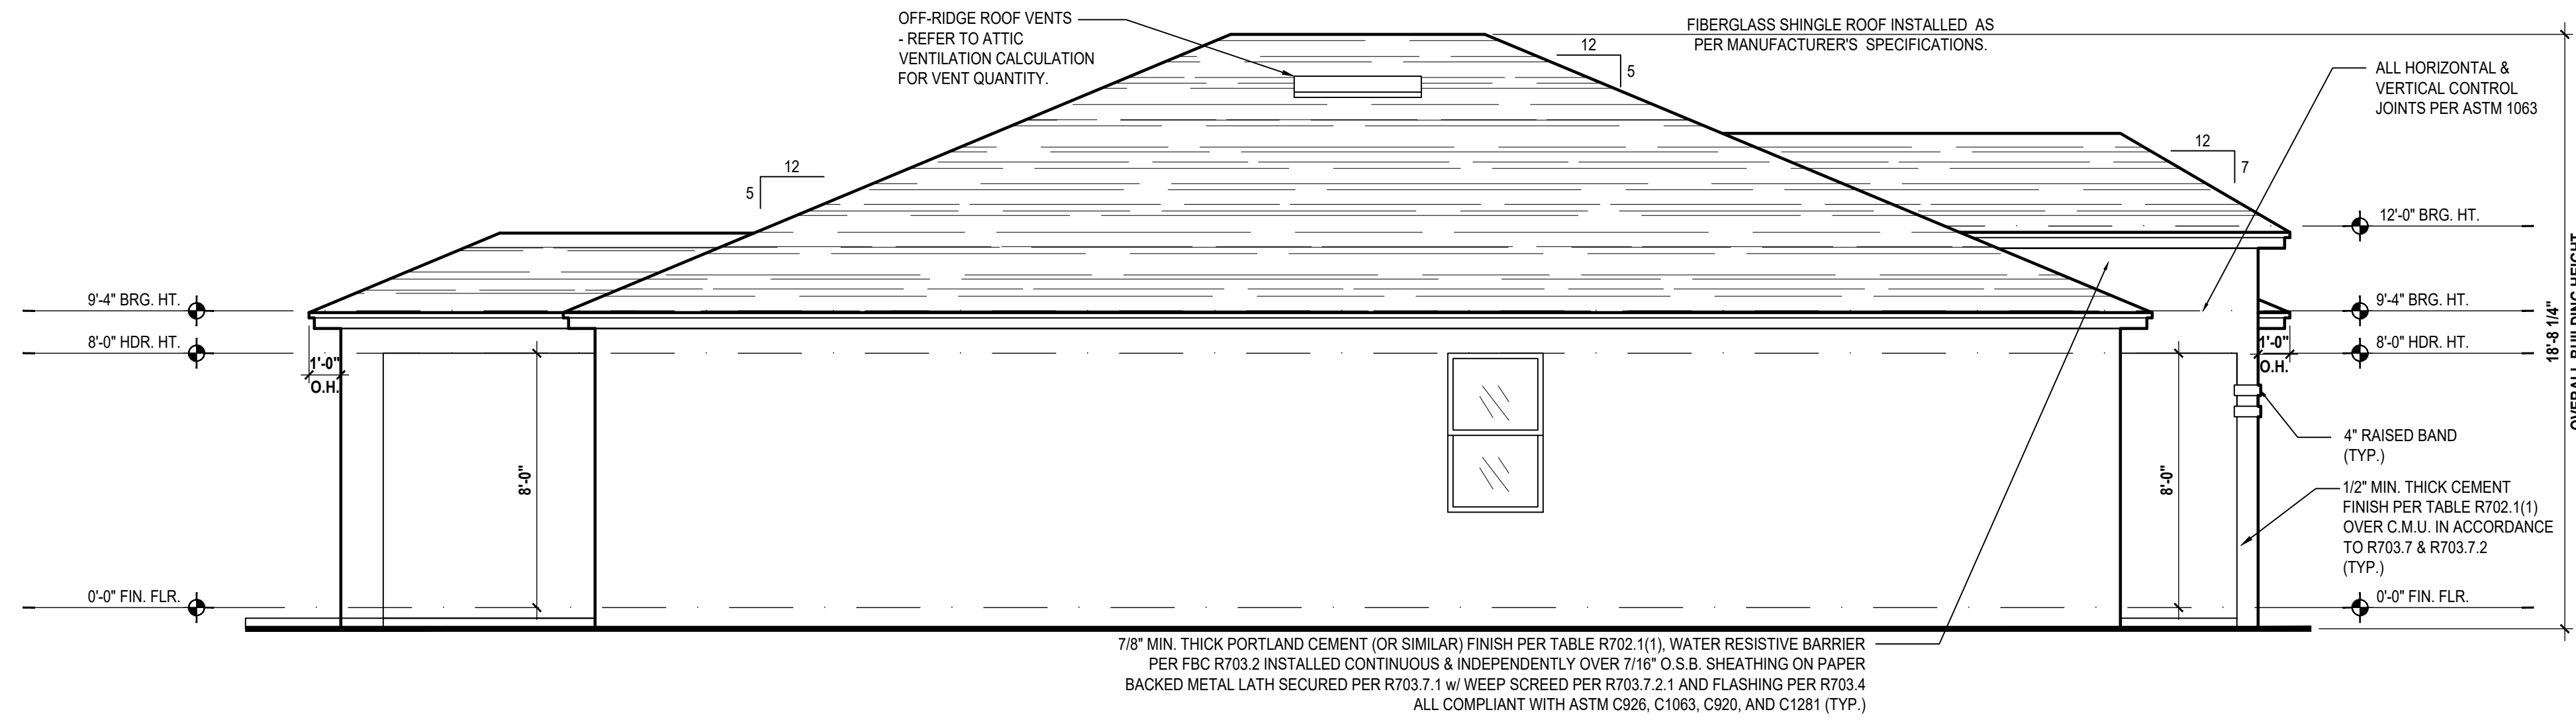 OFF-RIDGE ROOF VENTS
- REFER TO ATTIC
VENTILATION CALCULATION
FOR VENT QUANTITY.
FIBERGLASS SHINGLE ROOF INSTALLED AS
PER MANUFACTURER'S SPECIFICATIONS.
12
5
ALL HORIZONTAL &
VERTICAL CONTROL
JOINTS PER ASTM 1063
12
5
12
7
12'-0" BRG. HT.
9'-4" BRG. HT.
9'-4" BRG. HT.
8'-0" HDR. HT.
8'-0" HDR. HT.
1'-0"
O.H.
1'-0"
O.H.
18'-8 1/4"
OVERALL BUILDING HEIGHT
4" RAISED BAND
(TYP.)
8'-0"
8'-0"
1/2" MIN. THICK CEMENT
FINISH PER TABLE R702.1(1)
OVER C.M.U. IN ACCORDANCE
TO R703.7 & R703.7.2
(TYP.)
0'-0" FIN. FLR.
0'-0" FIN. FLR.
7/8" MIN. THICK PORTLAND CEMENT (OR SIMILAR) FINISH PER TABLE R702.1(1), WATER RESISTIVE BARRIER
PER FBC R703.2 INSTALLED CONTINUOUS & INDEPENDENTLY OVER 7/16" O.S.B. SHEATHING ON PAPER
BACKED METAL LATH SECURED PER R703.7.1 w/ WEEP SCREED PER R703.7.2.1 AND FLASHING PER R703.4
ALL COMPLIANT WITH ASTM C926, C1063, C920, AND C1281 (TYP.)